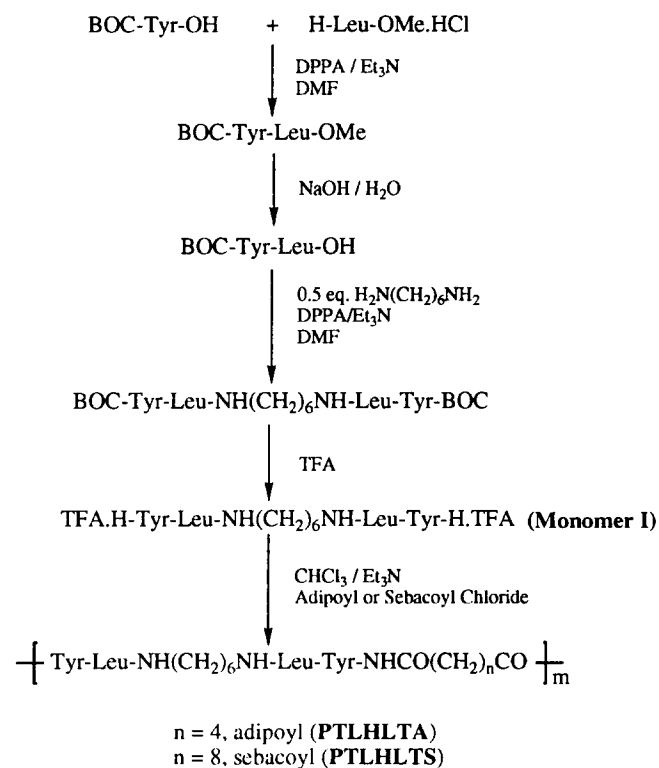 BOC-Tyr-OH + H-Leu-OMe.HCl
DPPA / Et₃N
DMF
BOC-Tyr-Leu-OMe
NaOH / H₂O
BOC-Tyr-Leu-OH
0.5 eq. H₂N(CH₂)₆NH₂
DPPA/Et₃N
DMF
BOC-Tyr-Leu-NH(CH₂)₆NH-Leu-Tyr-BOC
TFA
TFA.H-Tyr-Leu-NH(CH₂)₆NH-Leu-Tyr-H.TFA (Monomer I)
CHCl₃ / Et₃N
Adipoyl or Sebacoyl Chloride
[ Tyr-Leu-NH(CH₂)₆NH-Leu-Tyr-NHCO(CH₂)ₙCO ]ₘ
n = 4, adipoyl (PTLHLTA)
n = 8, sebacoyl (PTLHLTS)